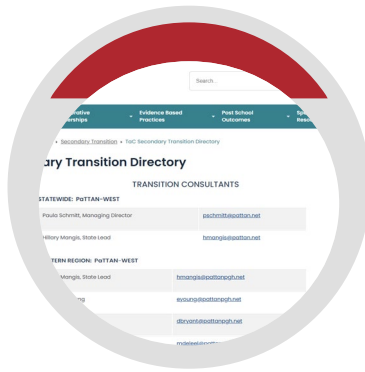 Search...
Evidence Based
Practices
Post School
Outcomes
Secondary Transition • TaC Secondary Transition Directory
Transition Directory
TRANSITION CONSULTANTS
STATEWIDE: PaTTAN-WEST
Paula Schmitt, Managing Director pschmitt@pattan.net
Hillary Mangis, State Lead hmangis@pattan.net
REGION: PaTTAN-WEST
Mangis, State Lead hmangis@pattanpgh.net
eyoung@pattanpgh.net
dbryant@pattanpgh.net